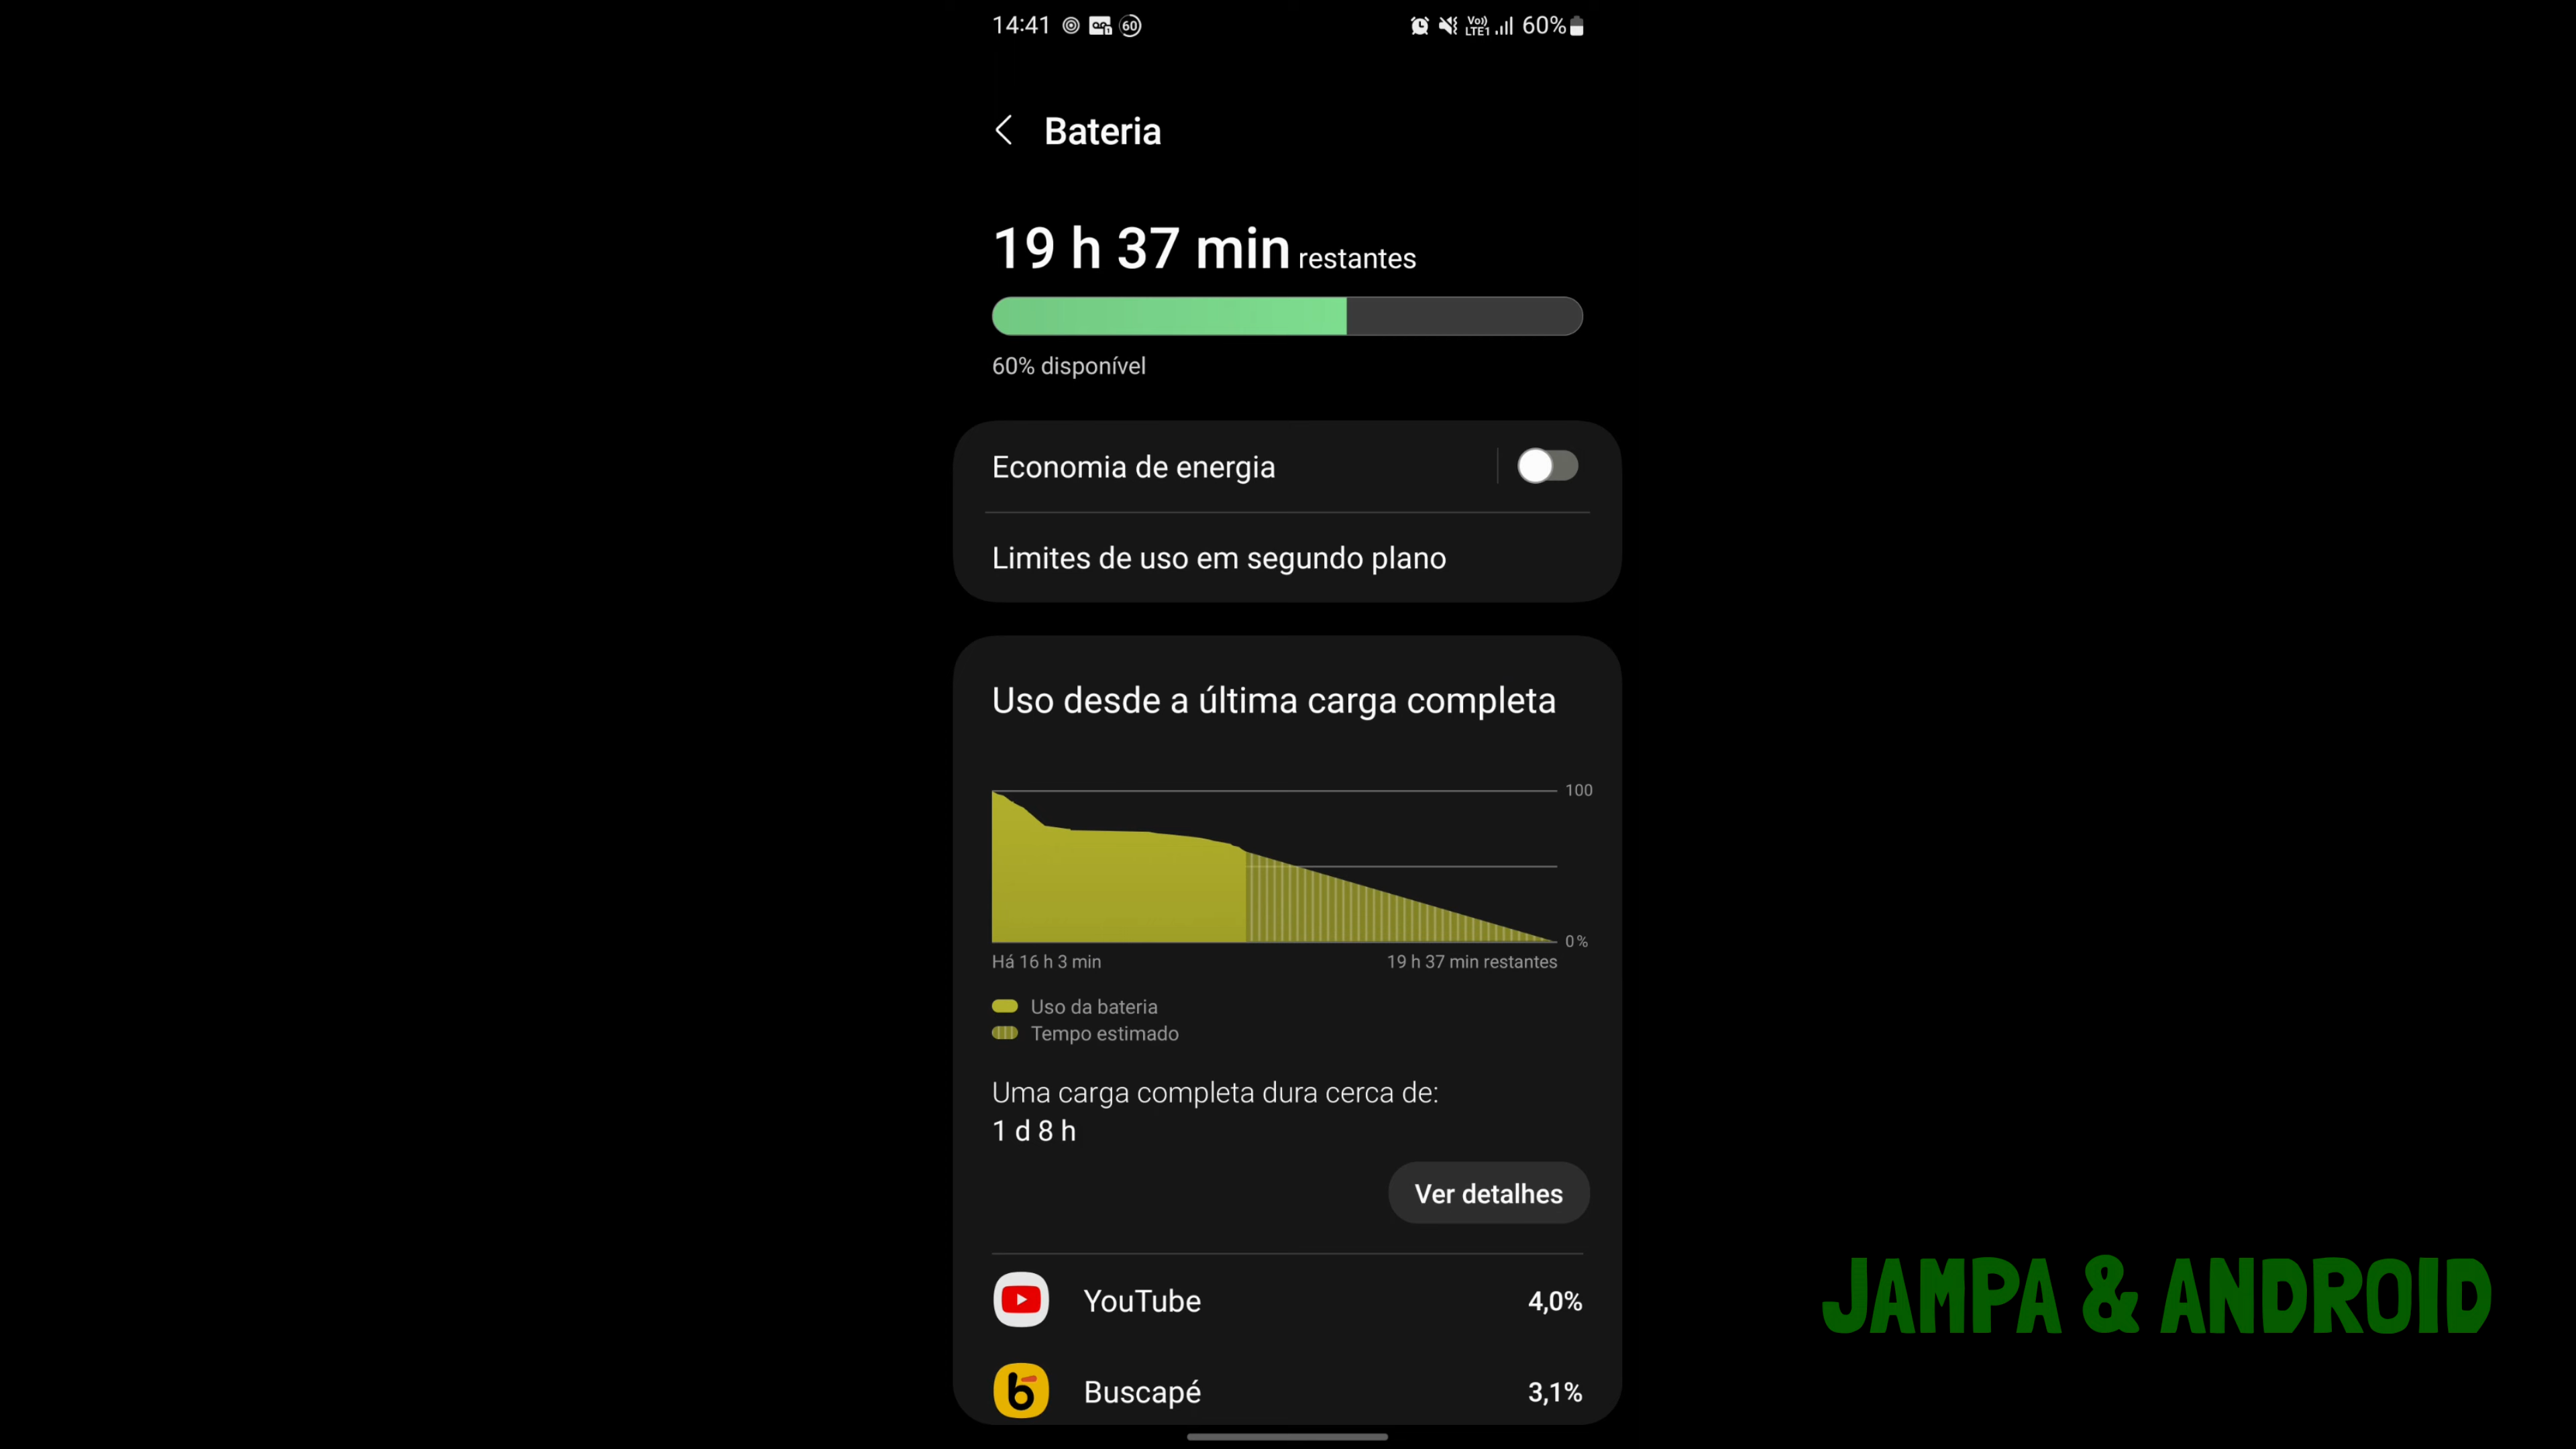 14:41 60 Vo)) LTE1 60%
Bateria
19 h 37 min restantes
60% disponível
Economia de energia
Limites de uso em segundo plano
Uso desde a última carga completa
100
0%
Há 16 h 3 min 19 h 37 min restantes
Uso da bateria
Tempo estimado
Uma carga completa dura cerca de:
1 d 8 h
Ver detalhes
YouTube 4,0%
Buscapé 3,1%
JAMPA & ANDROID